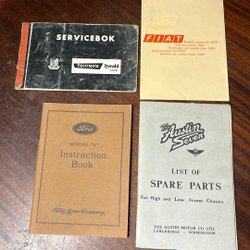 SERVICEBOK
TRIUMPH Herald
FIAT
Ford
MODEL "A"
Instruction
Book
Ford Motor Company
The Austin
Seven
LIST OF
SPARE PARTS
For High and Low Frame Chassis
THE AUSTIN MOTOR CO LTD
LONGBRIDGE - BIRMINGHAM